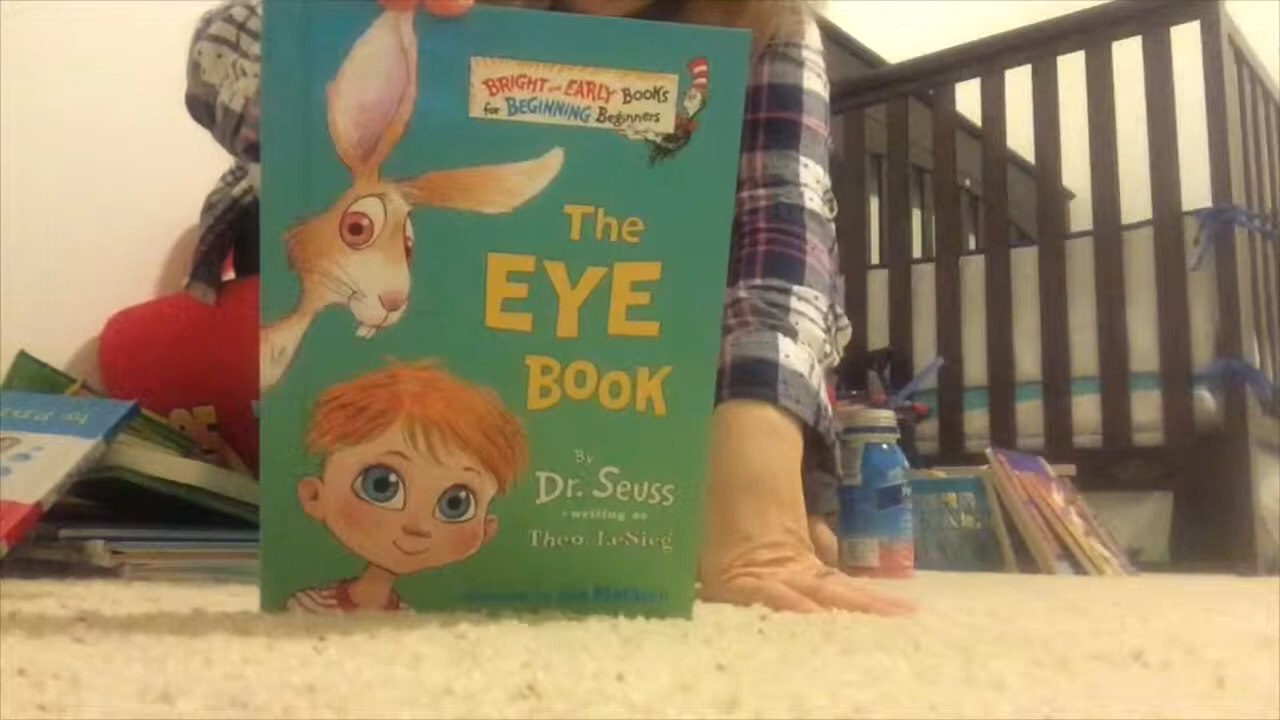 BRIGHT and EARLY BOOKS
for BEGINNING Beginners
The
EYE
BOOK
By
Dr. Seuss
writing as
Theo. LeSieg